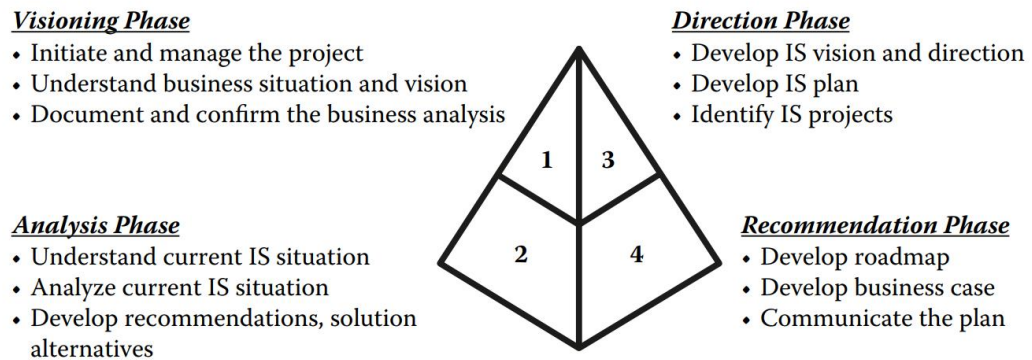 Visioning Phase
• Initiate and manage the project
• Understand business situation and vision
• Document and confirm the business analysis
Direction Phase
• Develop IS vision and direction
• Develop IS plan
• Identify IS projects
1
3
2
4
Analysis Phase
• Understand current IS situation
• Analyze current IS situation
• Develop recommendations, solution
alternatives
Recommendation Phase
• Develop roadmap
• Develop business case
• Communicate the plan